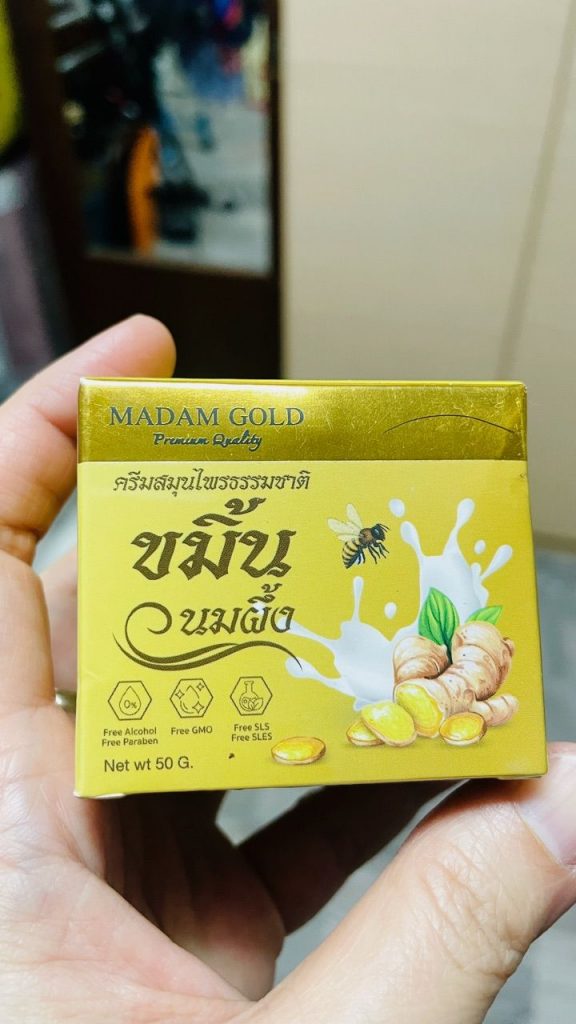 MADAM GOLD
Premium Quality
ครีมสมุนไพรธรรมชาติ
ขมิ้น
นมผึ้ง
0%
Free Alcohol
Free Paraben
Free GMO
Free SLS
Free SLES
Net wt 50 G.